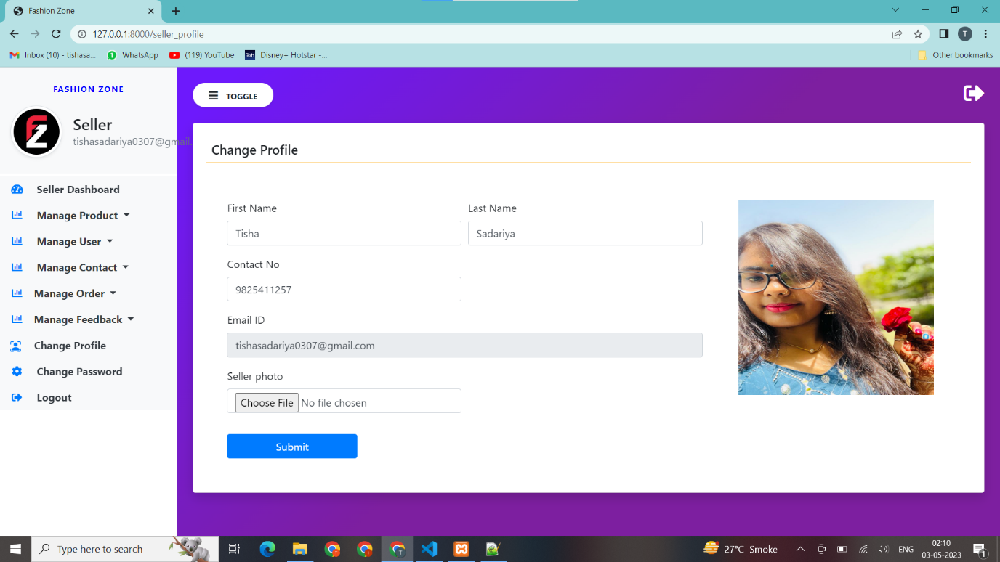 Fashion Zone
127.0.0.1:8000/seller_profile
T
Inbox (10) - tishasa...
WhatsApp
(119) YouTube
Disney+ Hotstar -...
Other bookmarks
FASHION ZONE
FZ
Seller
tishasadariya0307@gmail.
Seller Dashboard
Manage Product
Manage User
Manage Contact
Manage Order
Manage Feedback
Change Profile
Change Password
Logout
TOGGLE
Change Profile
First Name
Last Name
Tisha
Sadariya
Contact No
9825411257
Email ID
tishasadariya0307@gmail.com
Seller photo
Choose File No file chosen
Submit
Type here to search
27°C Smoke
ENG
02:10
03-05-2023
1